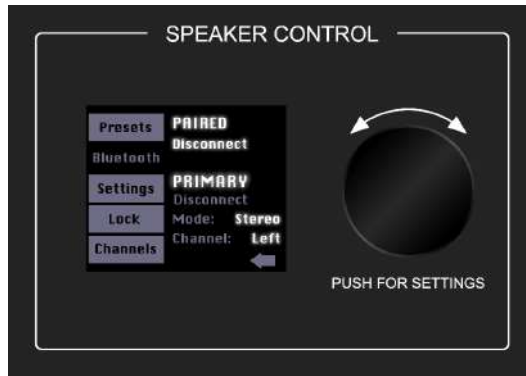 SPEAKER CONTROL
Presets
Bluetooth
Settings
Lock
Channels
PAIRED
Disconnect
PRIMARY
Disconnect
Mode: Stereo
Channel: Left
PUSH FOR SETTINGS